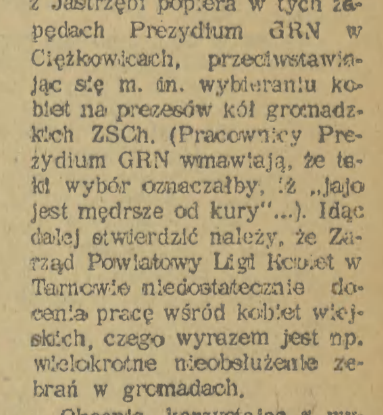 z Jastrzębi popiera w tych za-
pędach Prezydium GRN w
Ciężkowicach, przeciwstawia-
jąc się m. in. wybieraniu ko-
biet na prezesów kół gromadz-
kich ZSCh. (Pracownicy Pre-
zydium GRN wmawiają, że ta-
ki wybór oznaczałby, iż „jajo
jest mędrsze od kury"...). Idąc
dalej stwierdzić należy, że Za-
rząd Powiatowy Ligi Kobiet w
Tarnowie niedostatecznie do-
cenia pracę wśród kobiet wiej-
skich, czego wyrazem jest np.
wielokrotne nieobsłużenie ze-
brań w gromadach.
Obecnie, korzystając z